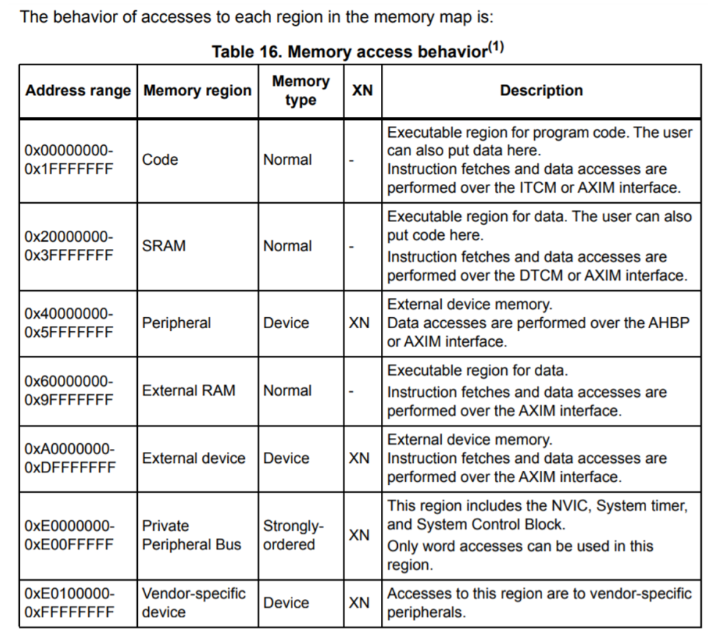 The behavior of accesses to each region in the memory map is:
Table 16. Memory access behavior(1)
Address range Memory region Memory type XN Description
0x00000000-
0x1FFFFFFF
Code
Normal
-
Executable region for program code. The user
can also put data here.
Instruction fetches and data accesses are
performed over the ITCM or AXIM interface.
0x20000000-
0x3FFFFFFF
SRAM
Normal
-
Executable region for data. The user can also
put code here.
Instruction fetches and data accesses are
performed over the DTCM or AXIM interface.
0x40000000-
0x5FFFFFFF
Peripheral
Device
XN
External device memory.
Data accesses are performed over the AHBP
or AXIM interface.
0x60000000-
0x9FFFFFFF
External RAM
Normal
-
Executable region for data.
Instruction fetches and data accesses are
performed over the AXIM interface.
0xA0000000-
0xDFFFFFFF
External device
Device
XN
External device memory.
Instruction fetches and data accesses are
performed over the AXIM interface.
0xE0000000-
0xE00FFFFF
Private
Peripheral Bus
Strongly-
ordered
XN
This region includes the NVIC, System timer,
and System Control Block.
Only word accesses can be used in this
region.
0xE0100000-
0xFFFFFFFF
Vendor-specific
device
Device
XN
Accesses to this region are to vendor-specific
peripherals.